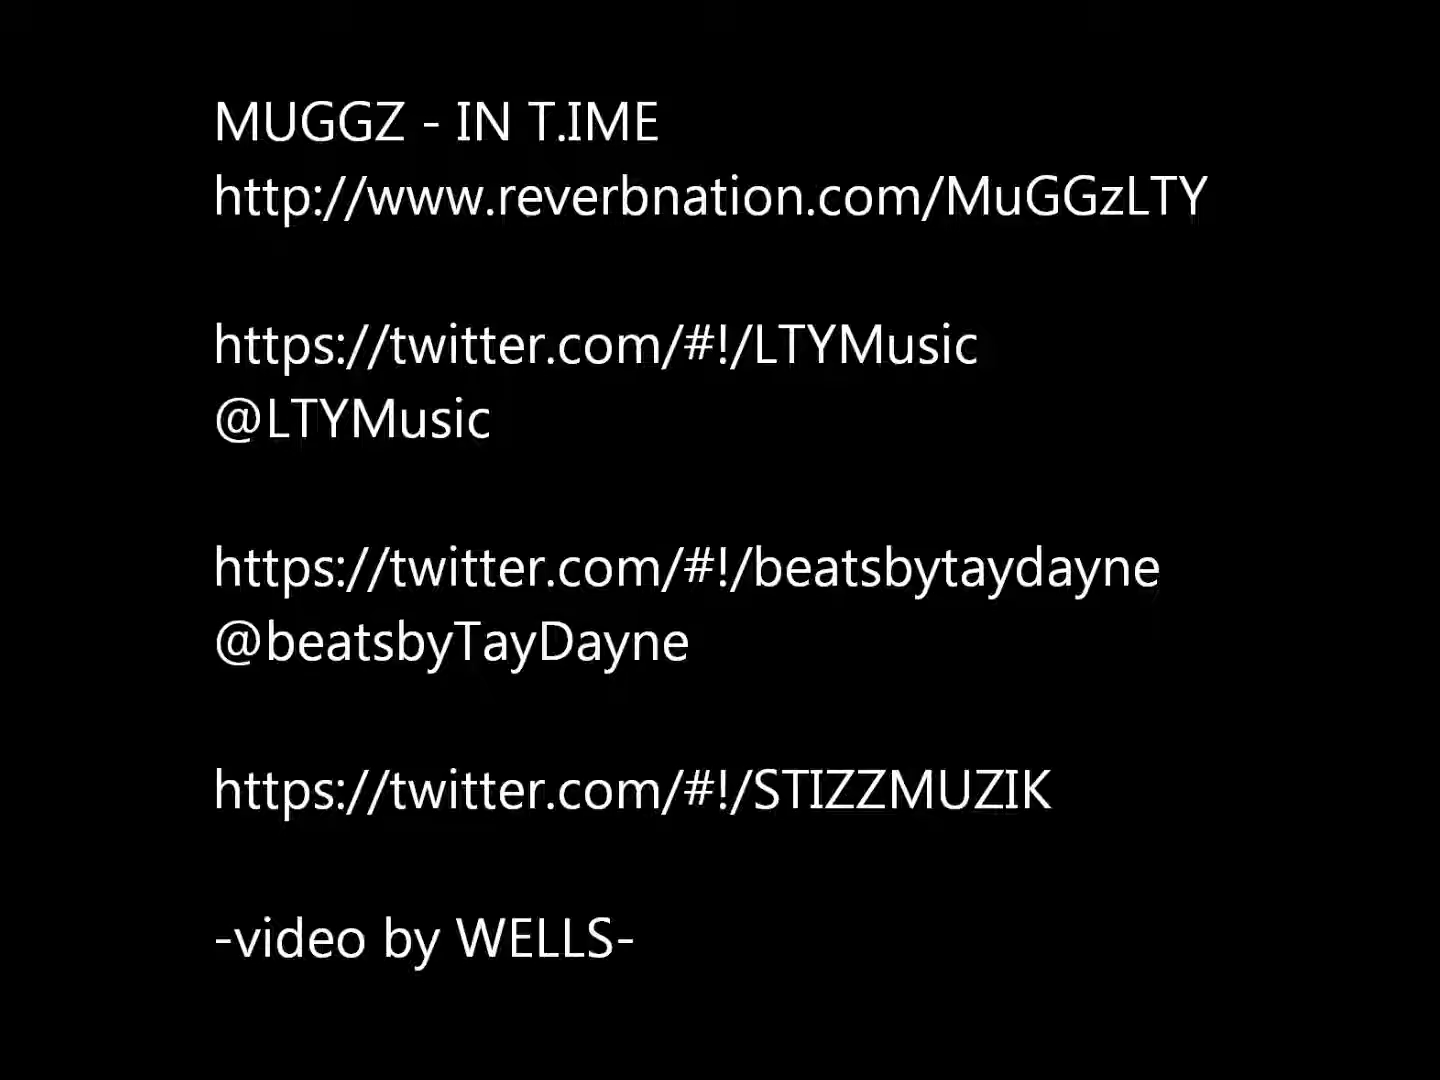 MUGGZ - IN T.IME
http://www.reverbnation.com/MuGGzLTY
https://twitter.com/#!/LTYMusic
@LTYMusic
https://twitter.com/#!/beatsbytaydayne
@beatsbyTayDayne
https://twitter.com/#!/STIZZMUZIK
-video by WELLS-